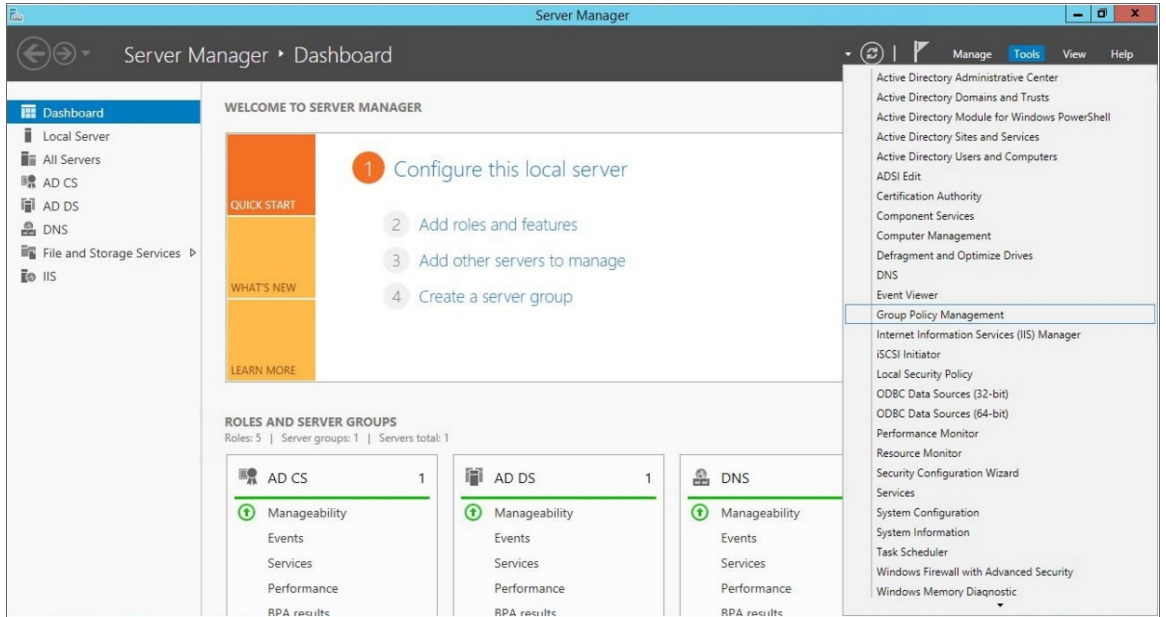 Server Manager
Server Manager ‣ Dashboard
Manage Tools View Help
Dashboard
Local Server
All Servers
AD CS
AD DS
DNS
File and Storage Services
IIS
WELCOME TO SERVER MANAGER
QUICK START
WHAT'S NEW
LEARN MORE
1 Configure this local server
2 Add roles and features
3 Add other servers to manage
4 Create a server group
ROLES AND SERVER GROUPS
Roles: 5 | Server groups: 1 | Servers total: 1
AD CS 1
Manageability
Events
Services
Performance
BPA results
AD DS 1
Manageability
Events
Services
Performance
BPA results
DNS
Manageability
Events
Services
Performance
BPA results
Active Directory Administrative Center
Active Directory Domains and Trusts
Active Directory Module for Windows PowerShell
Active Directory Sites and Services
Active Directory Users and Computers
ADSI Edit
Certification Authority
Component Services
Computer Management
Defragment and Optimize Drives
DNS
Event Viewer
Group Policy Management
Internet Information Services (IIS) Manager
iSCSI Initiator
Local Security Policy
ODBC Data Sources (32-bit)
ODBC Data Sources (64-bit)
Performance Monitor
Resource Monitor
Security Configuration Wizard
Services
System Configuration
System Information
Task Scheduler
Windows Firewall with Advanced Security
Windows Memory Diagnostic